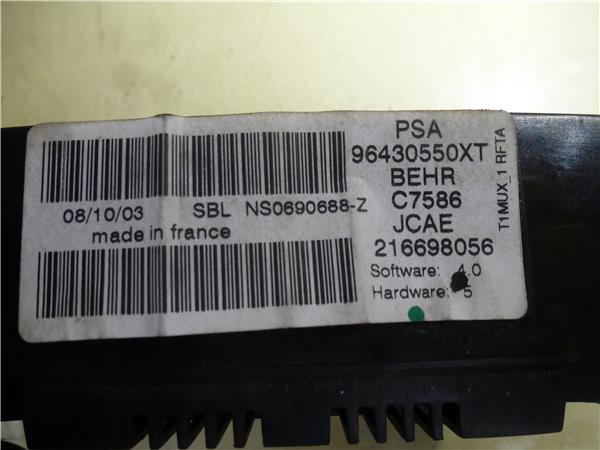 PSA
96430550XT
BEHR
C7586
JCAE
216698056
Software: 4.0
Hardware: 5
T1MUX_1 RFTA
08/10/03 SBL NS0690688-Z
made in france